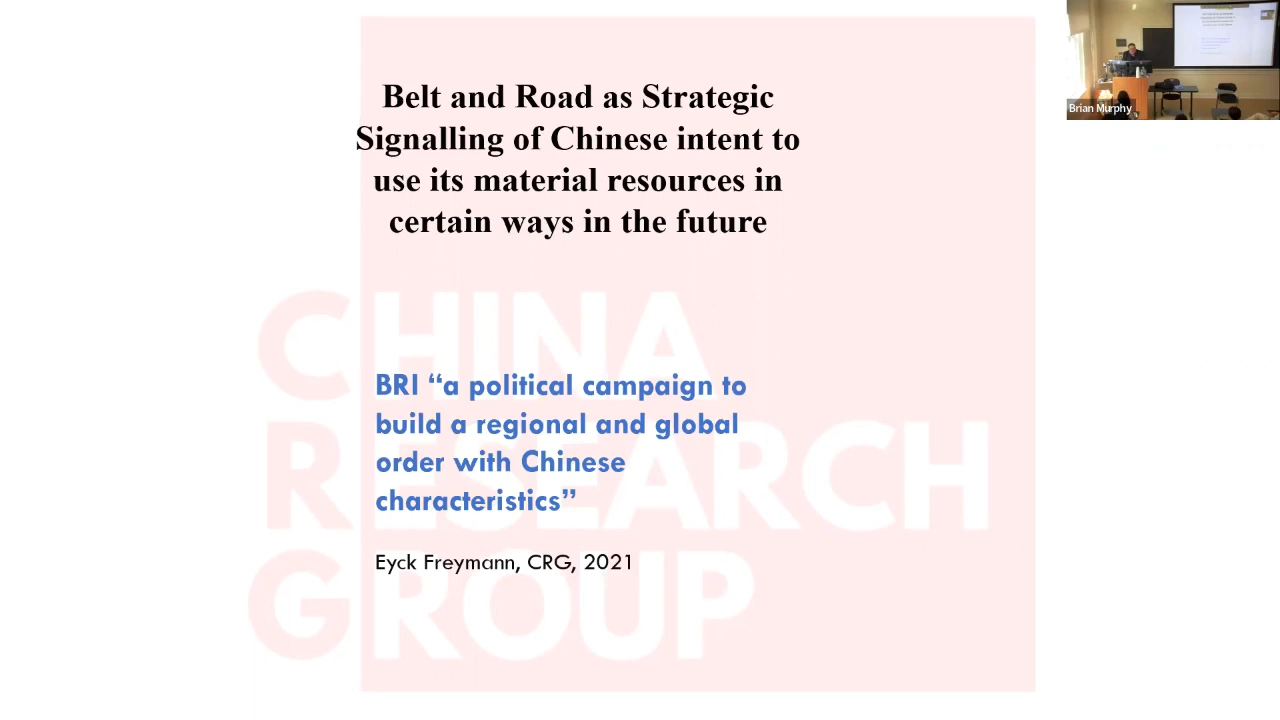 Belt and Road as Strategic
Signalling of Chinese intent to
use its material resources in
certain ways in the future
CHINA
RESEARCH
GROUP
BRI “a political campaign to
build a regional and global
order with Chinese
characteristics”
Eyck Freymann, CRG, 2021
Brian Murphy